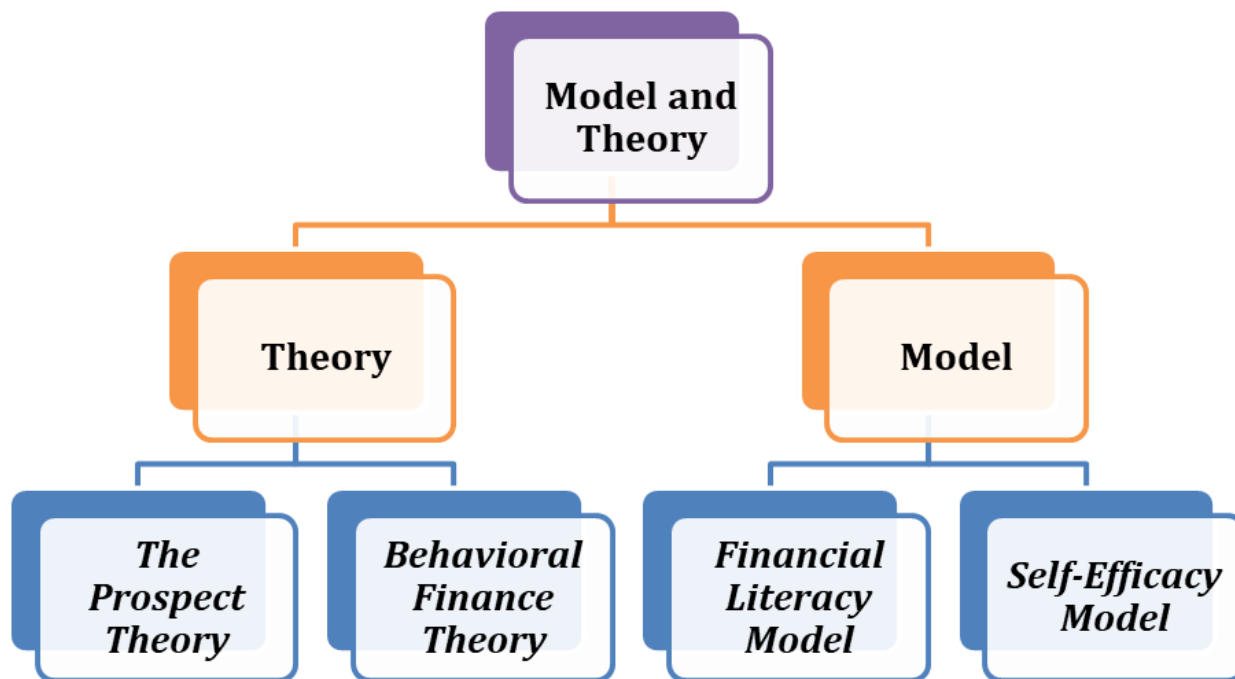 Model and
Theory
Theory
Model
The
Prospect
Theory
Behavioral
Finance
Theory
Financial
Literacy
Model
Self-Efficacy
Model